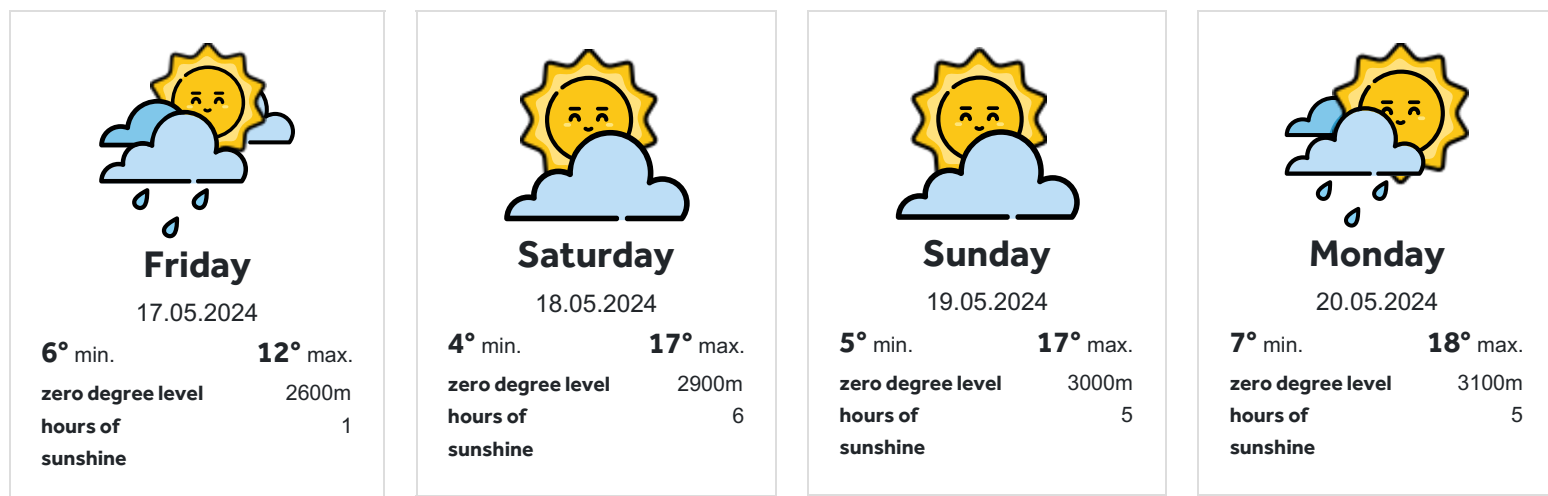 Friday
17.05.2024
6° min. 12° max.
zero degree level 2600m
hours of 1
sunshine
Saturday
18.05.2024
4° min. 17° max.
zero degree level 2900m
hours of 6
sunshine
Sunday
19.05.2024
5° min. 17° max.
zero degree level 3000m
hours of 5
sunshine
Monday
20.05.2024
7° min. 18° max.
zero degree level 3100m
hours of 5
sunshine